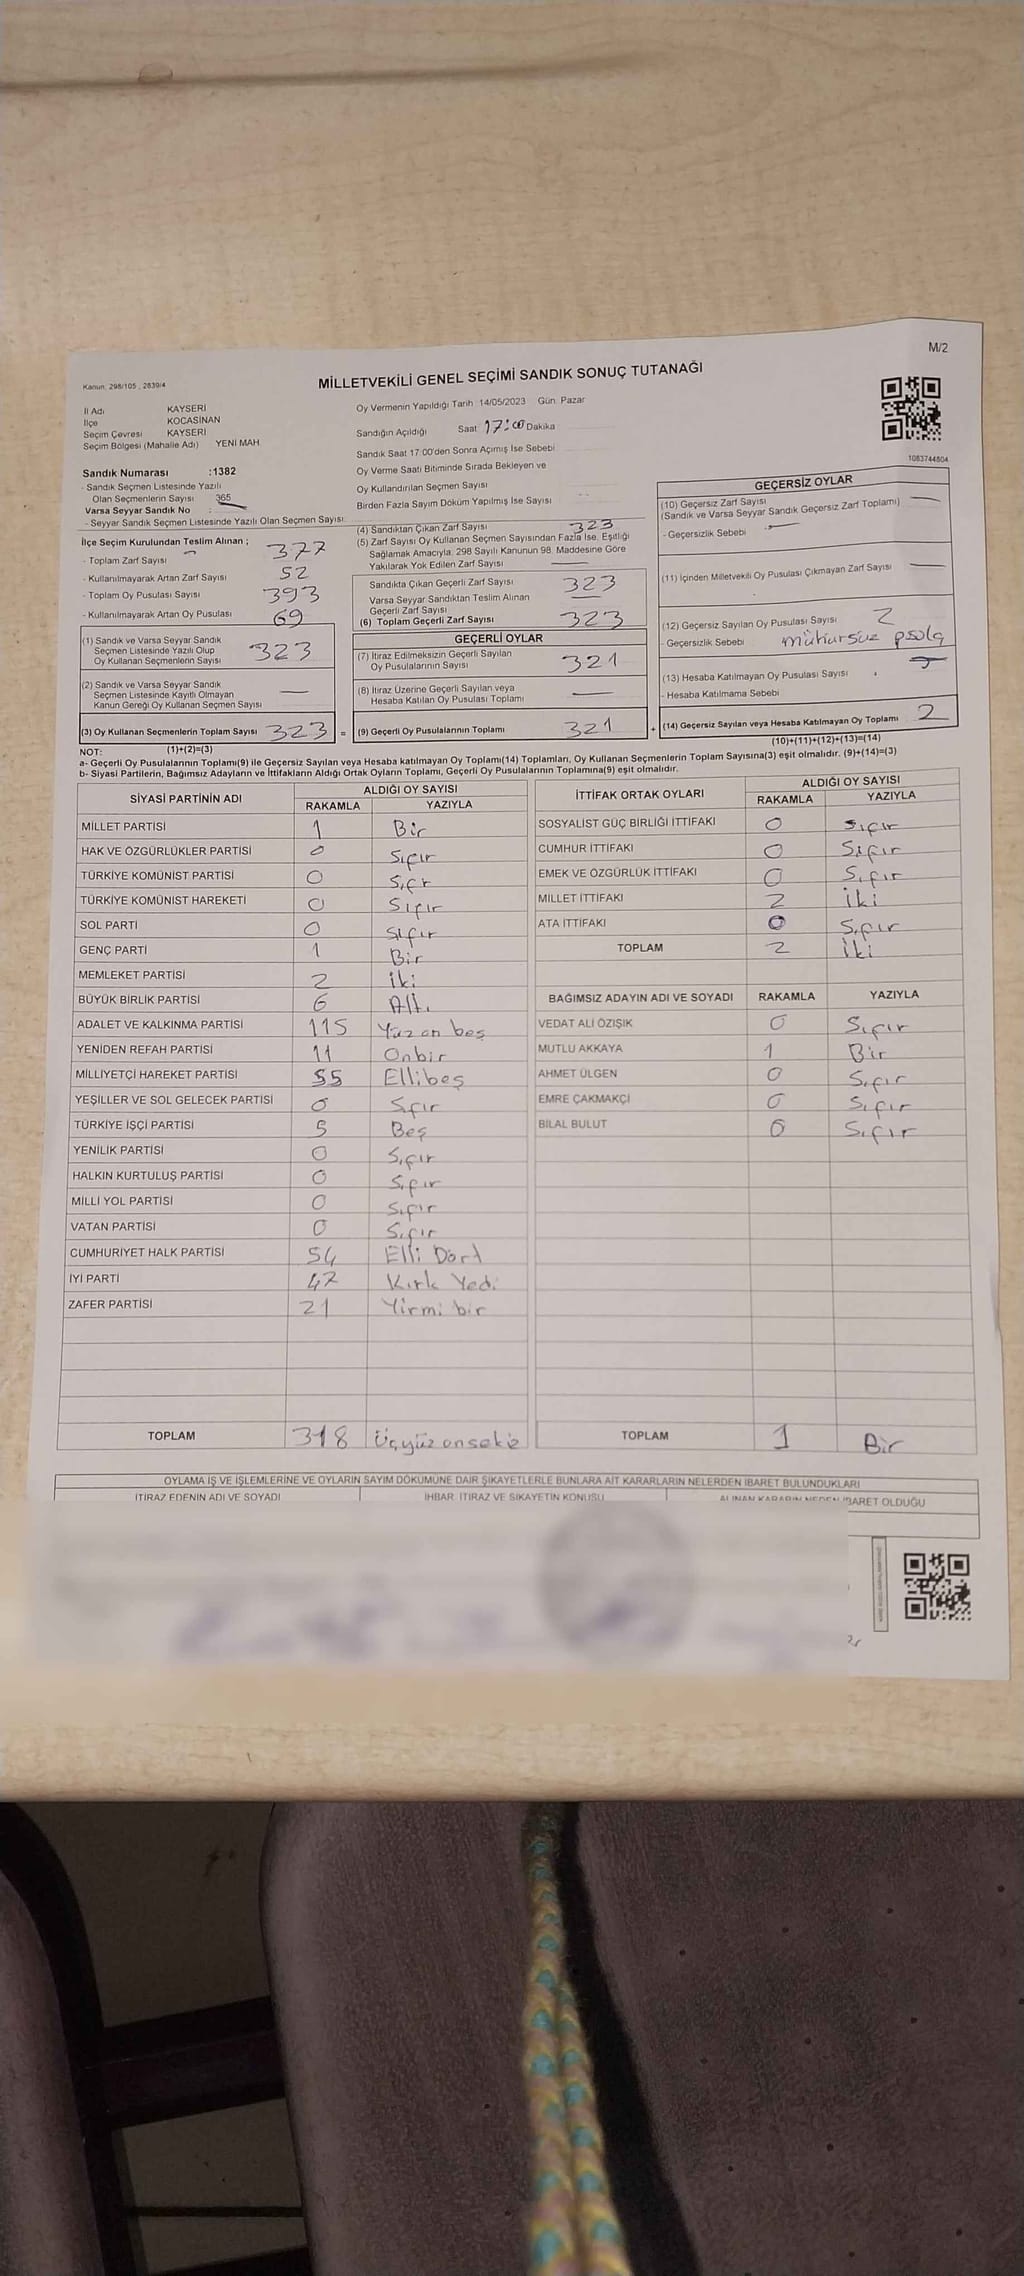 M/2
Kanun: 298/105 , 2839/4
MİLLETVEKİLİ GENEL SEÇİMİ SANDIK SONUÇ TUTANAĞI
İl Adı KAYSERİ
İlçe KOCASİNAN
Seçim Çevresi KAYSERİ
Seçim Bölgesi (Mahalle Adı) YENİ MAH.
Sandık Numarası :1382
- Sandık Seçmen Listesinde Yazılı
Olan Seçmenlerin Sayısı 365
Varsa Seyyar Sandık No :
- Seyyar Sandık Seçmen Listesinde Yazılı Olan Seçmen Sayısı:
Oy Vermenin Yapıldığı Tarih 14/05/2023 Gün: Pazar
Sandığın Açıldığı Saat 17:00 Dakika
Sandık Saat 17:00'den Sonra Açımış İse Sebebi
Oy Verme Saati Bitiminde Sırada Bekleyen ve
Oy Kullandırılan Seçmen Sayısı
Birden Fazla Sayım Döküm Yapılmış İse Sayısı
1083744804
İlçe Seçim Kurulundan Teslim Alınan ;
- Toplam Zarf Sayısı 377
- Kullanılmayarak Artan Zarf Sayısı 52
- Toplam Oy Pusulası Sayısı 393
- Kullanılmayarak Artan Oy Pusulası 69
(1) Sandık ve Varsa Seyyar Sandık
Seçmen Listesinde Yazılı Olup
Oy Kullanan Seçmenlerin Sayısı 323
(2) Sandık ve Varsa Seyyar Sandık
Seçmen Listesinde Kayıtlı Olmayan
Kanun Gereği Oy Kullanan Seçmen Sayısı —
(3) Oy Kullanan Seçmenlerin Toplam Sayısı 323 =
(4) Sandıktan Çıkan Zarf Sayısı 323
(5) Zarf Sayısı Oy Kullanan Seçmen Sayısından Fazla İse, Eşitliği
Sağlamak Amacıyla, 298 Sayılı Kanunun 98. Maddesine Göre
Yakılarak Yok Edilen Zarf Sayısı —
Sandıkta Çıkan Geçerli Zarf Sayısı 323
Varsa Seyyar Sandıktan Teslim Alınan
Geçerli Zarf Sayısı —
(6) Toplam Geçerli Zarf Sayısı 323
GEÇERLİ OYLAR
(7) İtiraz Edilmeksizin Geçerli Sayılan
Oy Pusulalarının Sayısı 321
(8) İtiraz Üzerine Geçerli Sayılan veya
Hesaba Katılan Oy Pusulası Toplamı —
(9) Geçerli Oy Pusulalarının Toplamı 321 +
GEÇERSİZ OYLAR
(10) Geçersiz Zarf Sayısı —
(Sandık ve Varsa Seyyar Sandık Geçersiz Zarf Toplamı)
- Geçersizlik Sebebi —
(11) İçinden Milletvekili Oy Pusulası Çıkmayan Zarf Sayısı —
(12) Geçersiz Sayılan Oy Pusulası Sayısı 2
- Geçersizlik Sebebi mühürsüz psola
(13) Hesaba Katılmayan Oy Pusulası Sayısı
- Hesaba Katılmama Sebebi
(14) Geçersiz Sayılan veya Hesaba Katılmayan Oy Toplamı 2
NOT: (1)+(2)=(3) (10)+(11)+(12)+(13)=(14)
a- Geçerli Oy Pusulalarının Toplamı(9) ile Geçersiz Sayılan veya Hesaba katılmayan Oy Toplamı(14) Toplamları, Oy Kullanan Seçmenlerin Toplam Sayısına(3) eşit olmalıdır. (9)+(14)=(3)
b- Siyasi Partilerin, Bağımsız Adayların ve İttifakların Aldığı Ortak Oyların Toplamı, Geçerli Oy Pusulalarının Toplamına(9) eşit olmalıdır.
SİYASİ PARTİNİN ADI ALDIĞI OY SAYISI
RAKAMLA YAZIYLA
MİLLET PARTİSİ 1 Bir
HAK VE ÖZGÜRLÜKLER PARTİSİ 0 Sıfır
TÜRKİYE KOMÜNİST PARTİSİ 0 Sıfır
TÜRKİYE KOMÜNİST HAREKETİ 0 Sıfır
SOL PARTİ 0 Sıfır
GENÇ PARTİ 1 Bir
MEMLEKET PARTİSİ 2 İki
BÜYÜK BİRLİK PARTİSİ 6 Altı
ADALET VE KALKINMA PARTİSİ 115 Yüz on beş
YENİDEN REFAH PARTİSİ 11 Onbir
MİLLİYETÇİ HAREKET PARTİSİ 55 Ellibeş
YEŞİLLER VE SOL GELECEK PARTİSİ 0 Sıfır
TÜRKİYE İŞÇİ PARTİSİ 5 Beş
YENİLİK PARTİSİ 0 Sıfır
HALKIN KURTULUŞ PARTİSİ 0 Sıfır
MİLLİ YOL PARTİSİ 0 Sıfır
VATAN PARTİSİ 0 Sıfır
CUMHURİYET HALK PARTİSİ 54 Elli Dört
İYİ PARTİ 47 Kırk Yedi
ZAFER PARTİSİ 21 Yirmi bir
TOPLAM 318 Üçyüz onsekiz
İTTİFAK ORTAK OYLARI ALDIĞI OY SAYISI
RAKAMLA YAZIYLA
SOSYALİST GÜÇ BİRLİĞİ İTTİFAKI 0 Sıfır
CUMHUR İTTİFAKI 0 Sıfır
EMEK VE ÖZGÜRLÜK İTTİFAKI 0 Sıfır
MİLLET İTTİFAKI 2 İki
ATA İTTİFAKI 0 Sıfır
TOPLAM 2 İki
BAĞIMSIZ ADAYIN ADI VE SOYADI RAKAMLA YAZIYLA
VEDAT ALİ ÖZIŞIK 0 Sıfır
MUTLU AKKAYA 1 Bir
AHMET ÜLGEN 0 Sıfır
EMRE ÇAKMAKÇİ 0 Sıfır
BİLAL BULUT 0 Sıfır
TOPLAM 1 Bir
OYLAMA İŞ VE İŞLEMLERİNE VE OYLARIN SAYIM DÖKÜMÜNE DAİR ŞİKAYETLERLE BUNLARA AİT KARARLARIN NELERDEN İBARET BULUNDUKLARI
İTİRAZ EDENİN ADI VE SOYADI İHBAR, İTİRAZ VE ŞİKAYETİN KONUSU ALINAN KARARIN NEDEN İBARET OLDUĞU